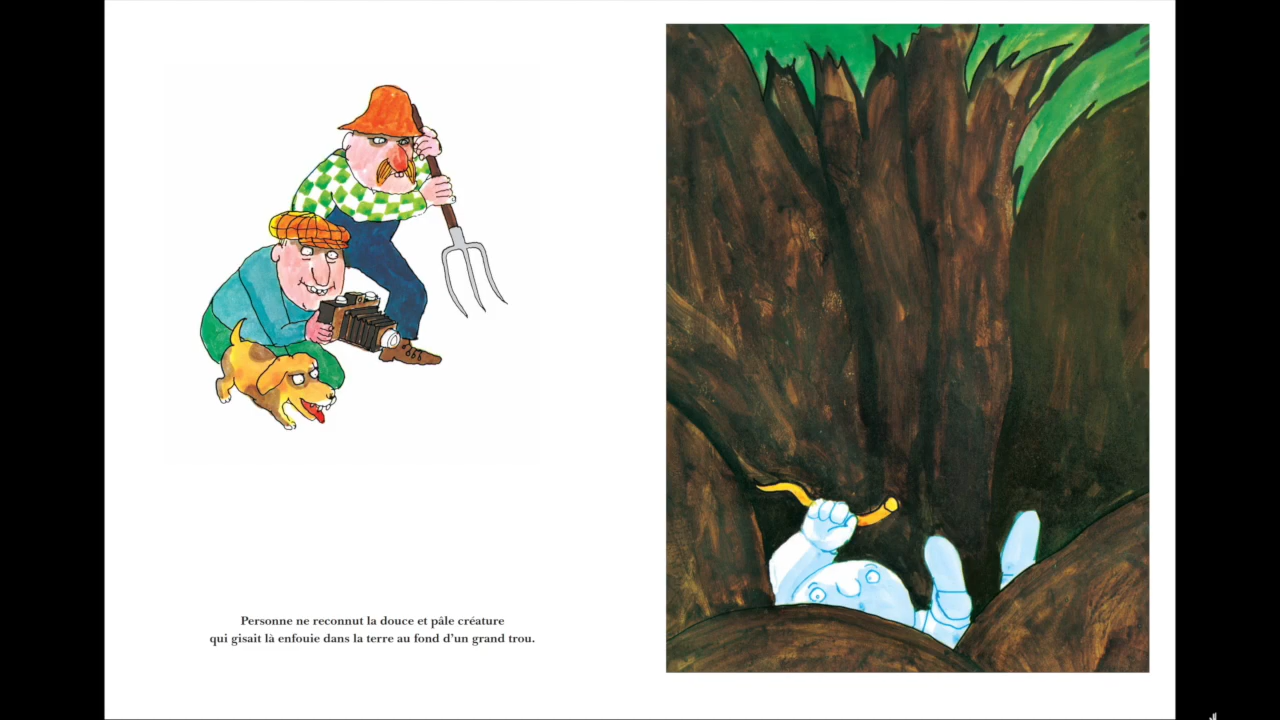 Personne ne reconnut la douce et pâle créature
qui gisait là enfouie dans la terre au fond d'un grand trou.